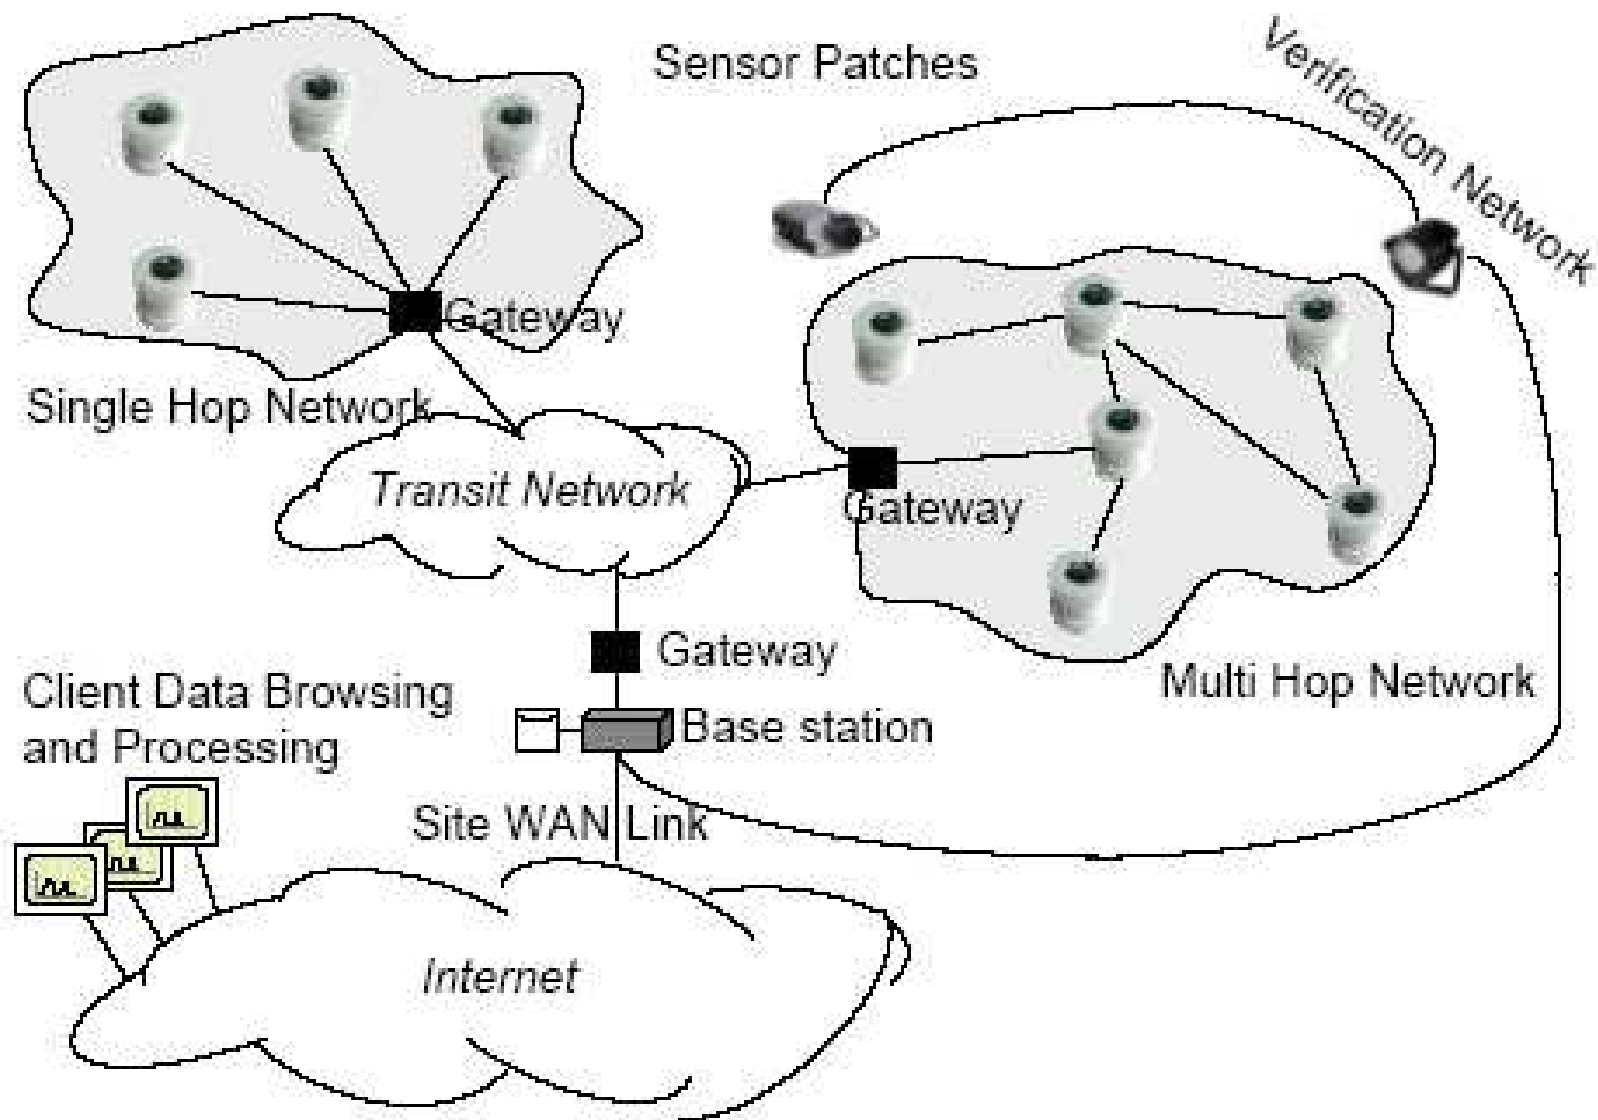 Sensor Patches
Verification Network
Gateway
Single Hop Network
Transit Network
Gateway
Gateway
Multi Hop Network
Client Data Browsing
and Processing
Base station
Site WAN Link
Internet